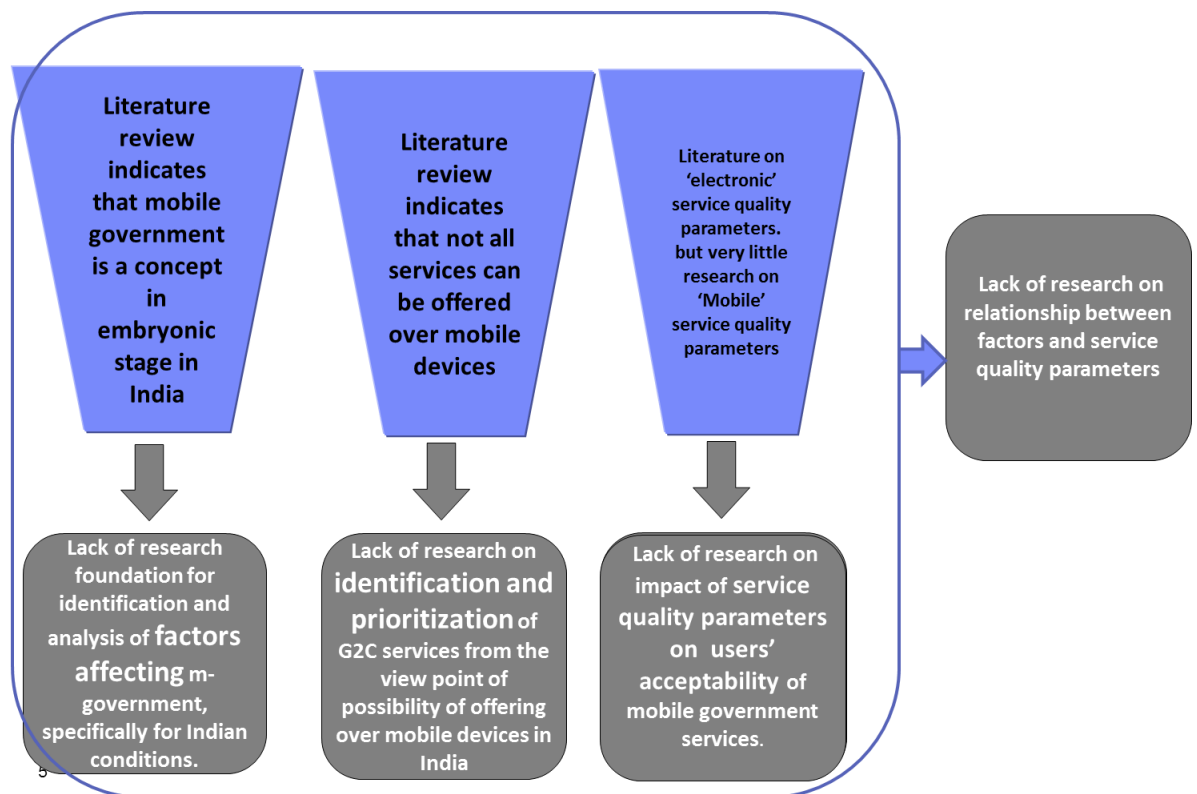 Literature
review
indicates
that mobile
government
is a concept
in
embryonic
stage in
India
Literature
review
indicates
that not all
services can
be offered
over mobile
devices
Literature on
‘electronic’
service quality
parameters.
but very little
research on
‘Mobile’
service quality
parameters
Lack of research on
relationship between
factors and service
quality parameters
Lack of research
foundation for
identification and
analysis of factors
affecting m-
government,
specifically for Indian
conditions.
Lack of research on
identification and
prioritization of
G2C services from the
view point of
possibility of offering
over mobile devices in
India
Lack of research on
impact of service
quality parameters
on users’
acceptability of
mobile government
services.
5